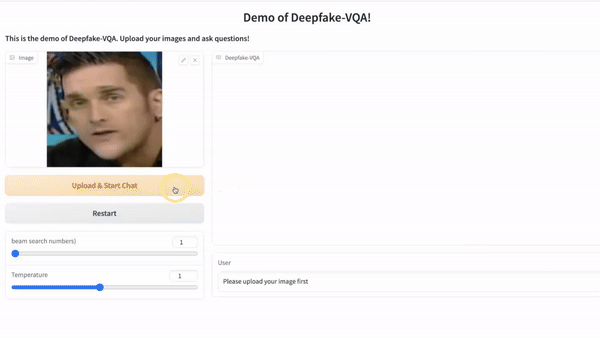 Demo of Deepfake-VQA!
This is the demo of Deepfake-VQA. Upload your images and ask questions!
Image
Deepfake-VQA
Upload & Start Chat
Restart
beam search numbers) 1
Temperature 1
User
Please upload your image first